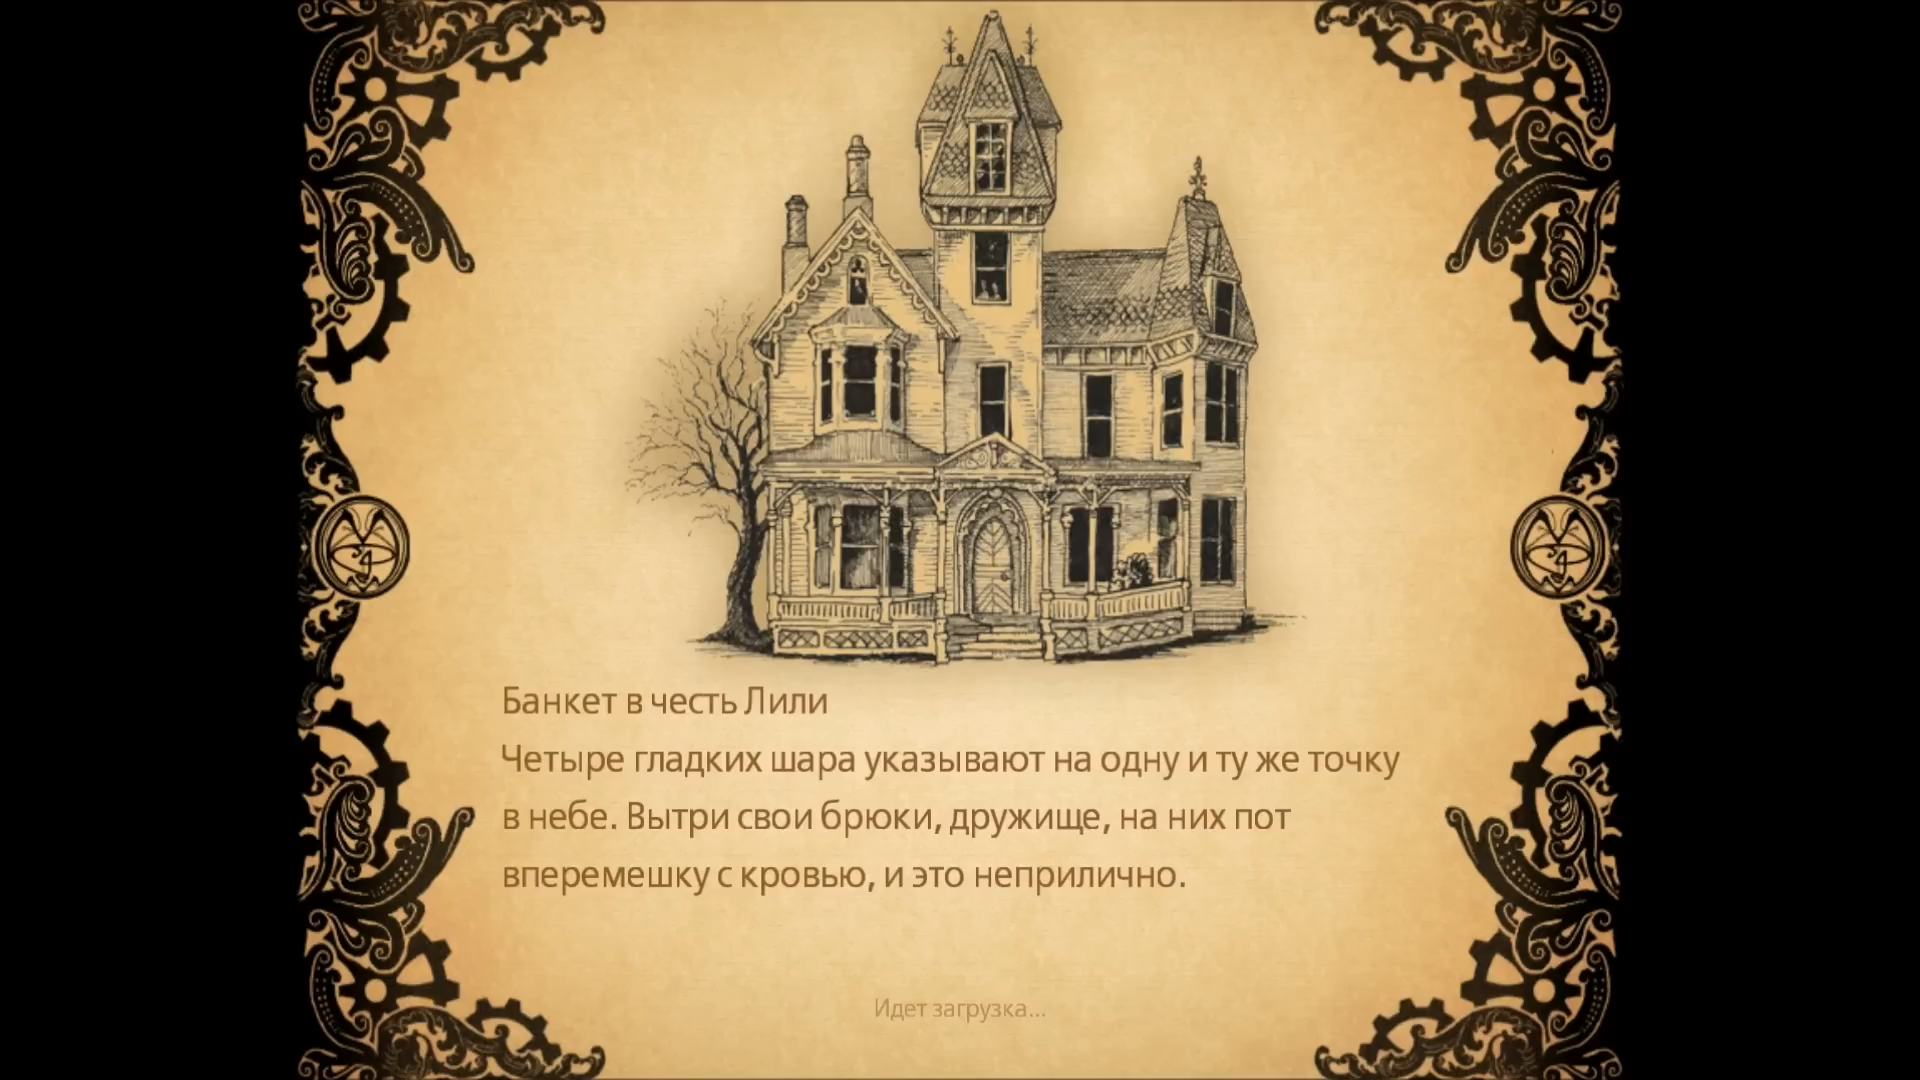 Банкет в честь Лили
Четыре гладких шара указывают на одну и ту же точку
в небе. Вытри свои брюки, дружище, на них пот
вперемешку с кровью, и это неприлично.
Идет загрузка...